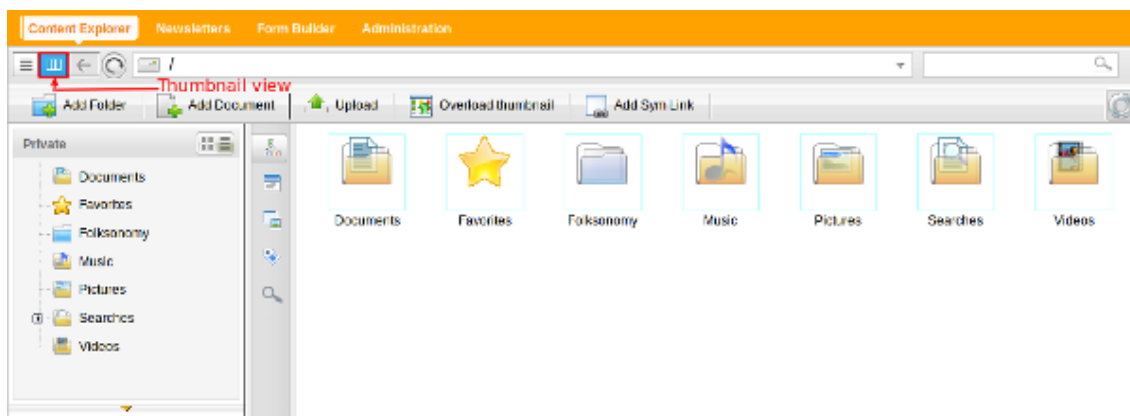 Content Explorer Newsletters Form Builder Administration
/
Thumbnail view
Add Folder Add Document Upload Overload thumbnail Add Sym Link
Private
Documents
Favorites
Folksonomy
Music
Pictures
Searches
Videos
Documents Favorites Folksonomy Music Pictures Searches Videos